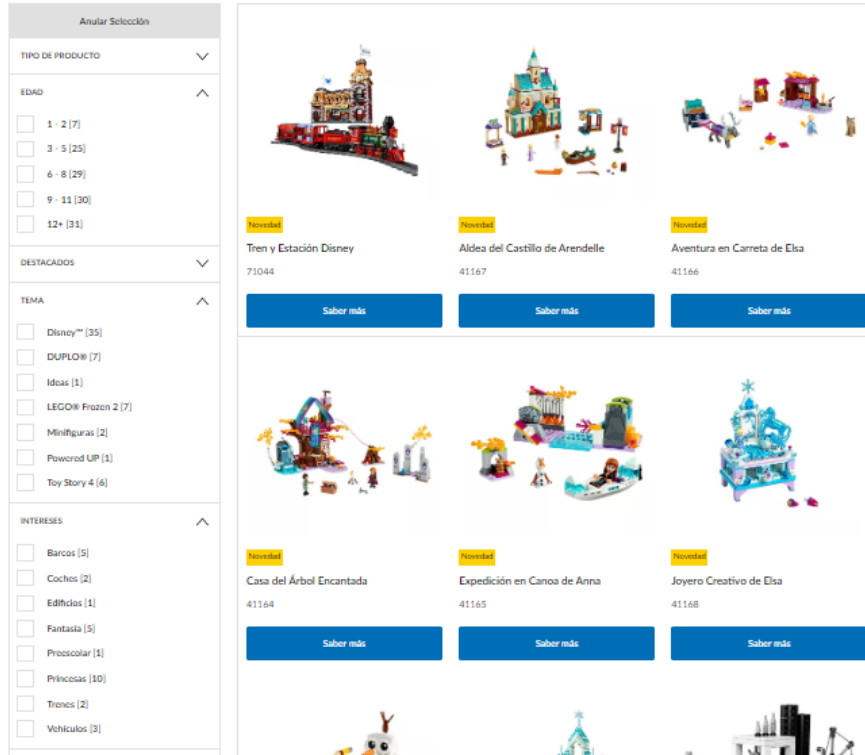 Anular Selección
TIPO DE PRODUCTO
EDAD
1 - 2 [7]
3 - 5 [25]
6 - 8 [29]
9 - 11 [30]
12+ [31]
DESTACADOS
TEMA
Disney™ [35]
DUPLO® [7]
Ideas [1]
LEGO® Frozen 2 [7]
Minifiguras [2]
Powered UP [1]
Toy Story 4 [6]
INTERESES
Barcos [5]
Coches [2]
Edificios [1]
Fantasía [5]
Preescolar [1]
Princesas [10]
Trenes [2]
Vehículos [3]
Novedad
Tren y Estación Disney
71044
Saber más
Novedad
Aldea del Castillo de Arendelle
41167
Saber más
Novedad
Aventura en Carreta de Elsa
41166
Saber más
Novedad
Casa del Árbol Encantada
41164
Saber más
Novedad
Expedición en Canoa de Anna
41165
Saber más
Novedad
Joyero Creativo de Elsa
41168
Saber más